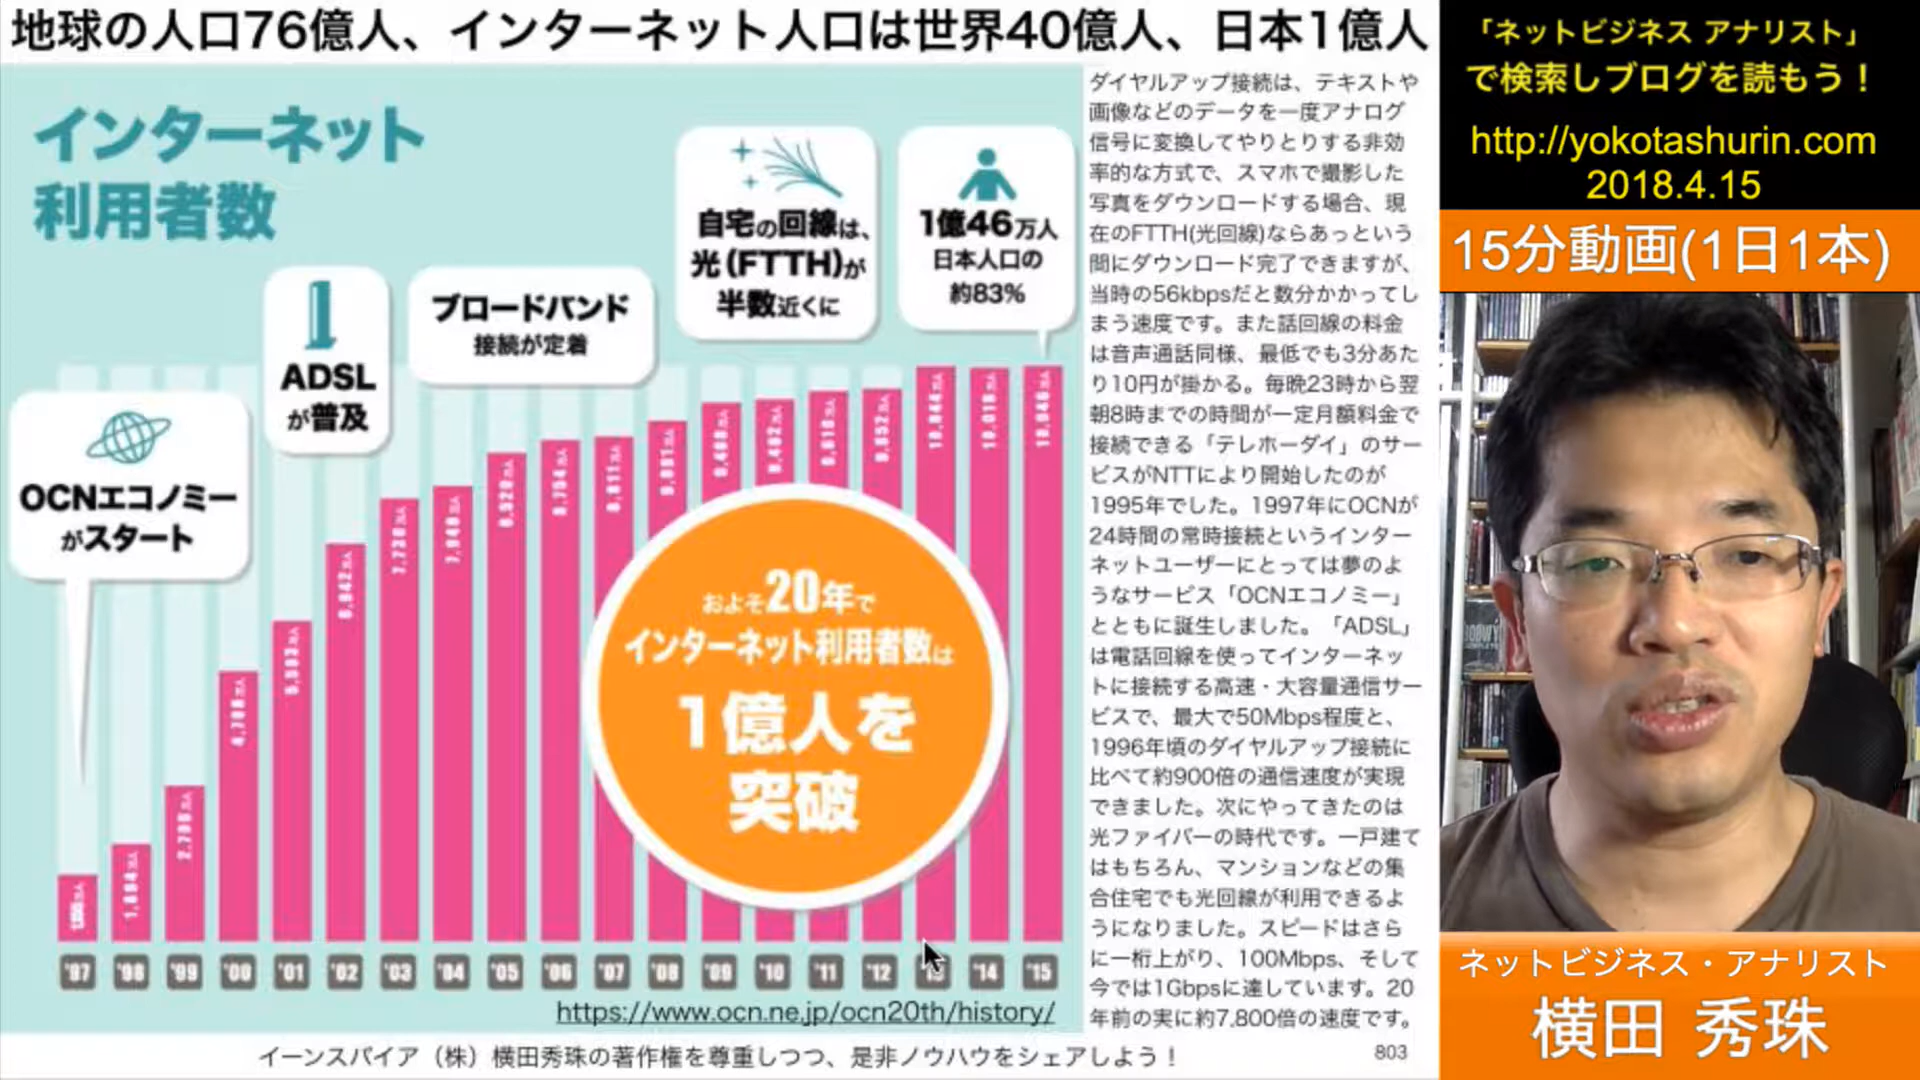 地球の人口76億人、インターネット人口は世界40億人、日本1億人
インターネット
利用者数
OCNエコノミー
がスタート
ADSL
が普及
ブロードバンド
接続が定着
自宅の回線は、
光(FTTH)が
半数近くに
1億46万人
日本人口の
約83%
およそ20年で
インターネット利用者数は
1億人を
突破
'97 '98 '99 '00 '01 '02 '03 '04 '05 '06 '07 '08 '09 '10 '11 '12 '14 '15
https://www.ocn.ne.jp/ocn20th/history/
ダイヤルアップ接続は、テキストや
画像などのデータを一度アナログ
信号に変換してやりとりする非効
率的な方式で、スマホで撮影した
写真をダウンロードする場合、現
在のFTTH(光回線)ならあっという
間にダウンロード完了できますが、
当時の56kbpsだと数分かかってし
まう速度です。また話回線の料金
は音声通話同様、最低でも3分あた
り10円が掛かる。毎晩23時から翌
朝8時までの時間が一定月額料金で
接続できる「テレホーダイ」のサー
ビスがNTTにより開始したのが
1995年でした。1997年にOCNが
24時間の常時接続というインター
ネットユーザーにとっては夢のよ
うなサービス「OCNエコノミー」
とともに誕生しました。「ADSL」
は電話回線を使ってインターネッ
トに接続する高速・大容量通信サー
ビスで、最大で50Mbps程度と、
1996年頃のダイヤルアップ接続に
比べて約900倍の通信速度が実現
できました。次にやってきたのは
光ファイバーの時代です。一戸建て
はもちろん、マンションなどの集
合住宅でも光回線が利用できるよ
うになりました。スピードはさら
に一桁上がり、100Mbps、そして
今では1Gbpsに達しています。20
年前の実に約7,800倍の速度です。
イーンスパイア（株）横田秀珠の著作権を尊重しつつ、是非ノウハウをシェアしよう！
803
「ネットビジネス アナリスト」
で検索しブログを読もう！
http://yokotashurin.com
2018.4.15
15分動画(1日1本)
ネットビジネス・アナリスト
横田 秀珠